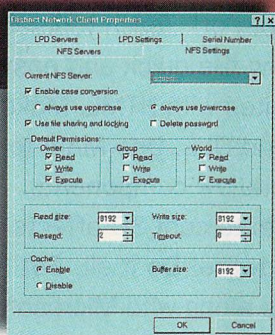 Distinct Network Client Properties ? X
LPD Servers LPD Settings Serial Number
NFS Servers NFS Settings
Current NFS Server:
Enable case conversion
always use uppercase always use lowercase
Use file sharing and locking Delete password
Default Permissions:
Owner Group World
Read Read Read
Write Write Write
Execute Execute Execute
Read size: 8192 Write size: 8192
Resend: 2 Timeout:
Cache:
Enable Buffer size: 8192
Disable
OK Cancel